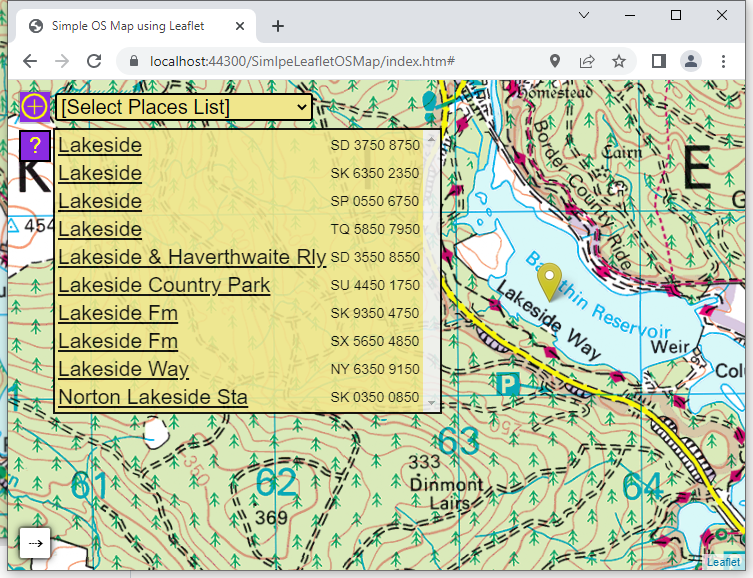 Simple OS Map using Leaflet
localhost:44300/SimlpeLeafletOSMap/index.htm#
[Select Places List]
?
Lakeside SD 3750 8750
Lakeside SK 6350 2350
Lakeside SP 0550 6750
Lakeside TQ 5850 7950
Lakeside & Haverthwaite Rly SD 3550 8550
Lakeside Country Park SU 4450 1750
Lakeside Fm SK 9350 4750
Lakeside Fm SX 5650 4850
Lakeside Way NY 6350 9150
Norton Lakeside Sta SK 0350 0850
Homestead
Border County Ride
Cairn
K
E
454
Reservoir
Lakeside Way
Weir
P
350
350
61
62
63
64
333
Dinmont
Lairs
369
Leaflet